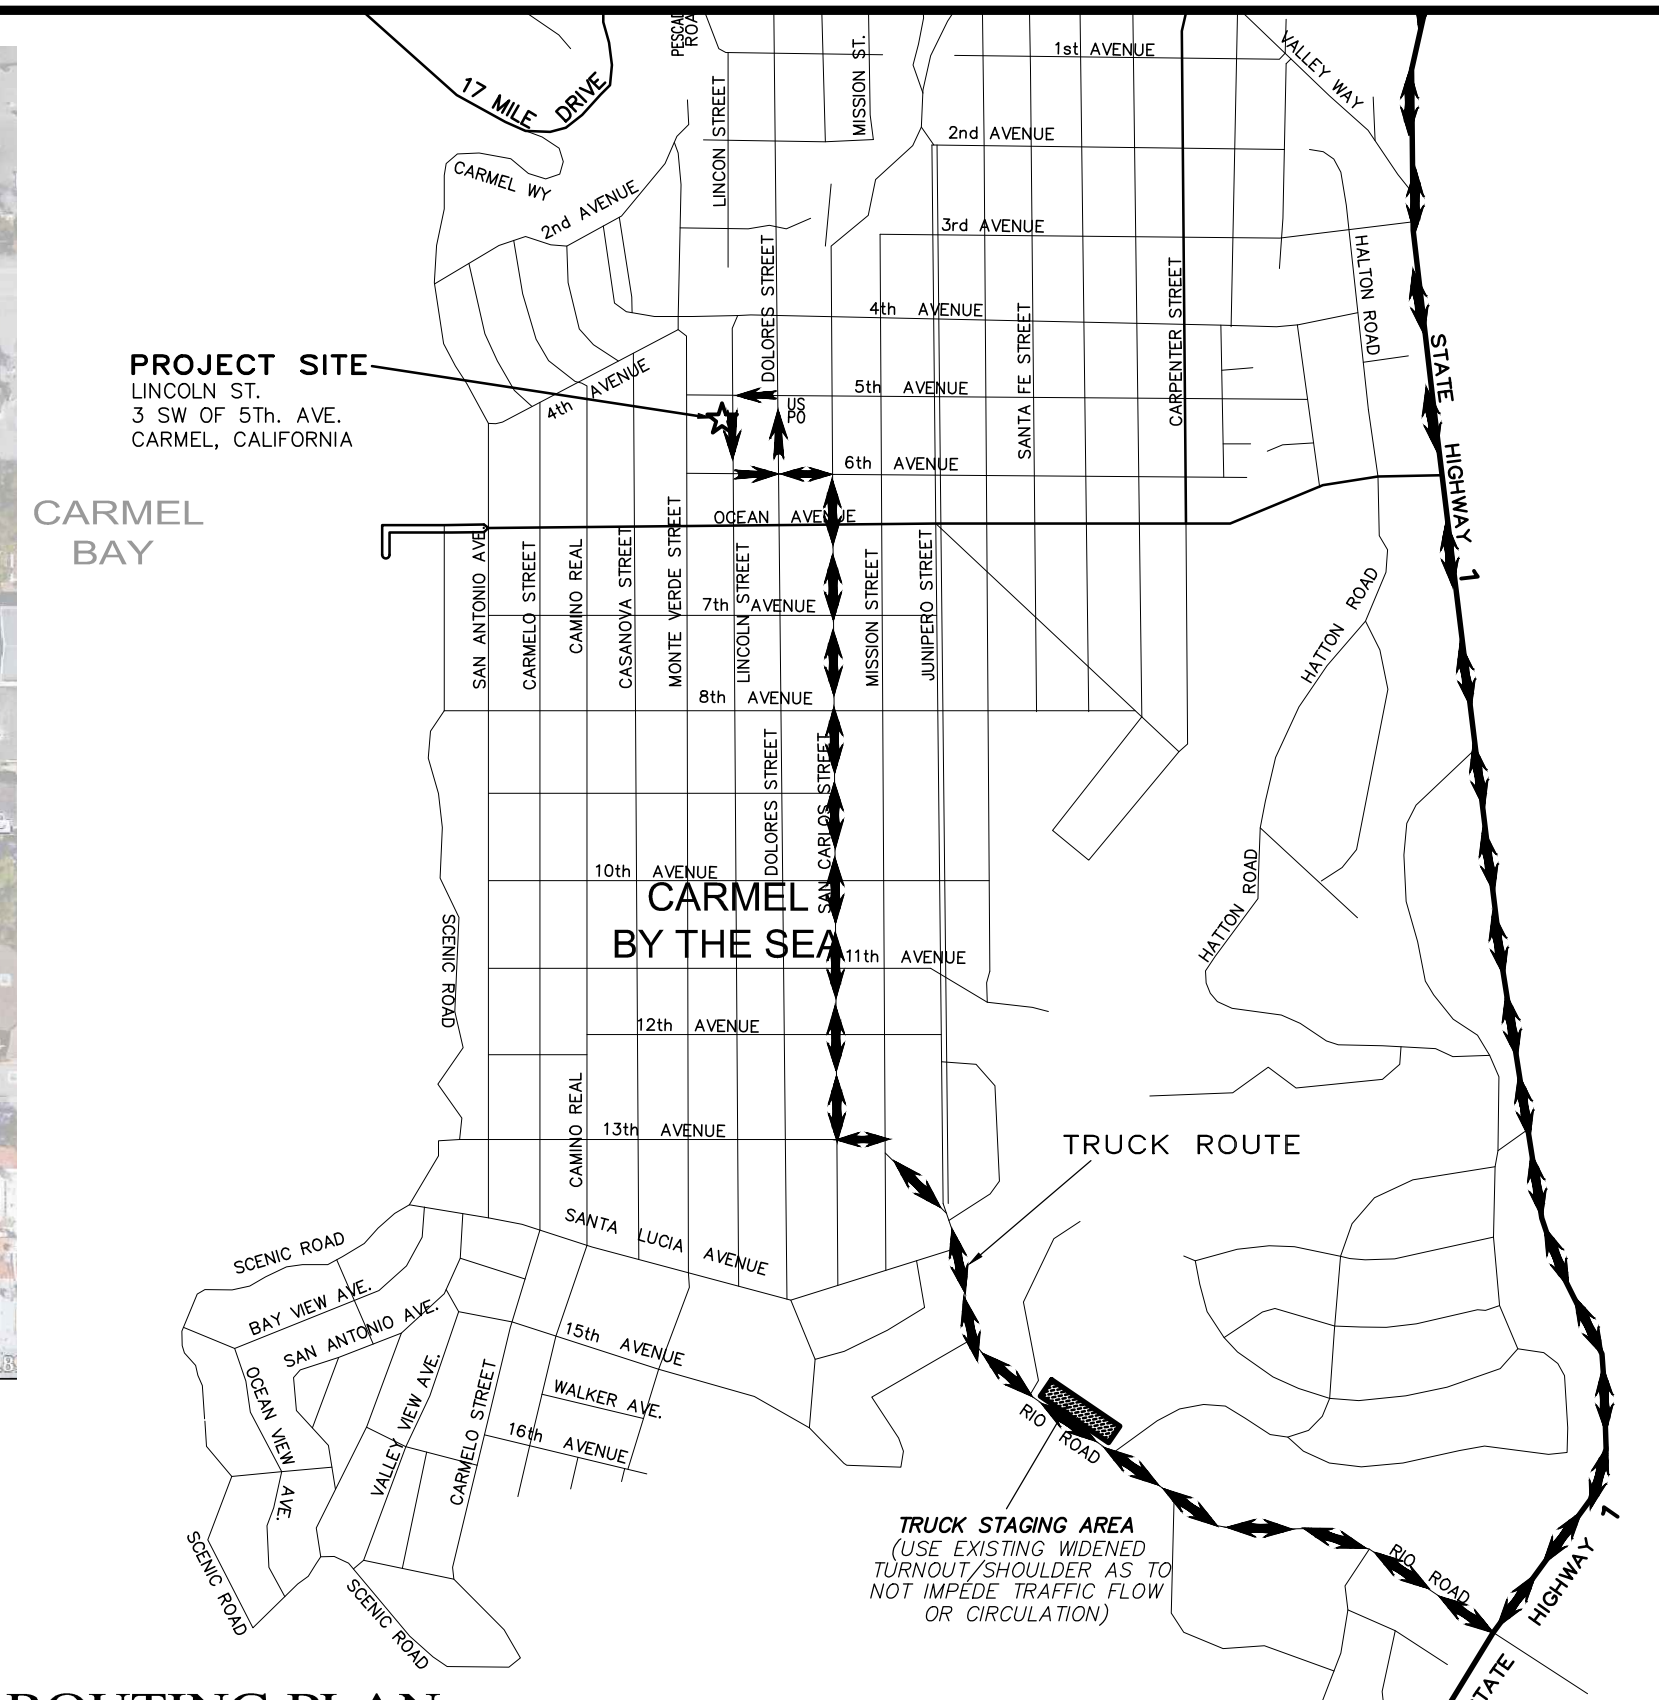 PESCAD
ROA
1st AVENUE
VALLEY WAY
17 MILE DRIVE
LINCON STREET
MISSION ST.
2nd AVENUE
CARMEL WY
2nd AVENUE
3rd AVENUE
DOLORES STREET
HALTON ROAD
CARPENTER STREET
4th AVENUE
SANTA FE STREET
STATE HIGHWAY 1
PROJECT SITE
LINCOLN ST.
3 SW OF 5Th. AVE.
CARMEL, CALIFORNIA
4th AVENUE
5th AVENUE
US
PO
6th AVENUE
CARMEL
BAY
OCEAN AVENUE
SAN ANTONIO AVE
CARMELO STREET
CAMINO REAL
CASANOVA STREET
MONTE VERDE STREET
LINCOLN STREET
MISSION STREET
JUNIPERO STREET
7th AVENUE
HATTON ROAD
8th AVENUE
DOLORES STREET
SAN CARLOS STREET
10th AVENUE
CARMEL
BY THE SEA
HATTON ROAD
SCENIC ROAD
11th AVENUE
12th AVENUE
CAMINO REAL
13th AVENUE
TRUCK ROUTE
SANTA LUCIA AVENUE
SCENIC ROAD
BAY VIEW AVE.
SAN ANTONIO AVE.
15th AVENUE
OCEAN VIEW AVE.
VALLEY VIEW AVE.
CARMELO STREET
WALKER AVE.
16th AVENUE
8
RIO ROAD
TRUCK STAGING AREA
(USE EXISTING WIDENED
TURNOUT/SHOULDER AS TO
NOT IMPEDE TRAFFIC FLOW
OR CIRCULATION)
RIO ROAD
HIGHWAY 1
TATE
SCENIC ROAD
SCENIC ROAD
ROUTING PLAN